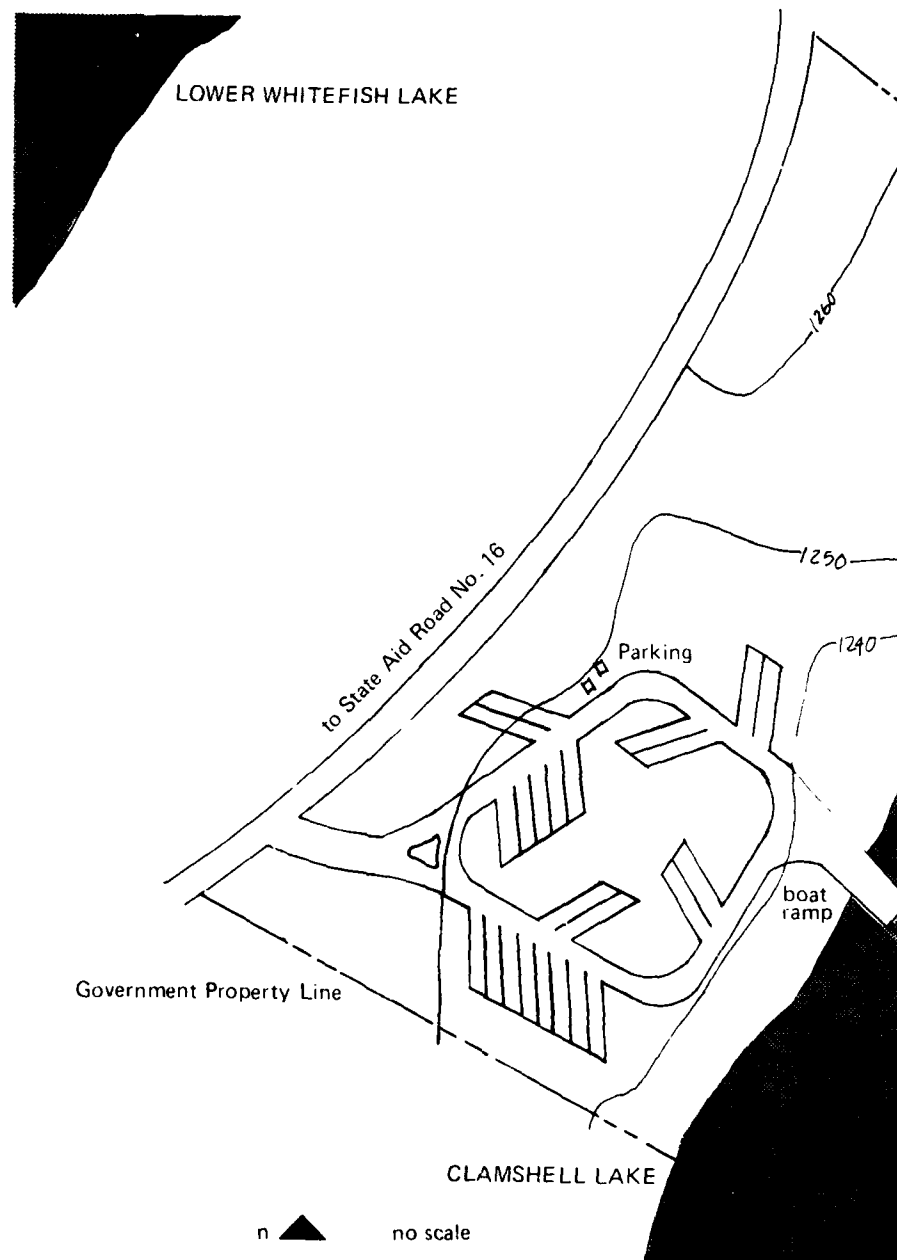 LOWER WHITEFISH LAKE
1260
to State Aid Road No. 16
1250
1240
Parking
boat
ramp
Government Property Line
CLAMSHELL LAKE
n
no scale